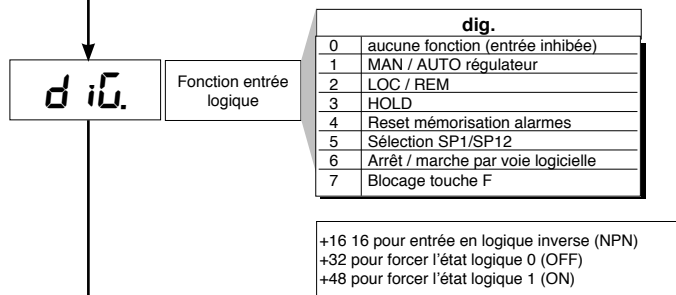 diG.
Fonction entrée
logique
dig.
0 aucune fonction (entrée inhibée)
1 MAN / AUTO régulateur
2 LOC / REM
3 HOLD
4 Reset mémorisation alarmes
5 Sélection SP1/SP12
6 Arrêt / marche par voie logicielle
7 Blocage touche F
+16 16 pour entrée en logique inverse (NPN)
+32 pour forcer l'état logique 0 (OFF)
+48 pour forcer l'état logique 1 (ON)